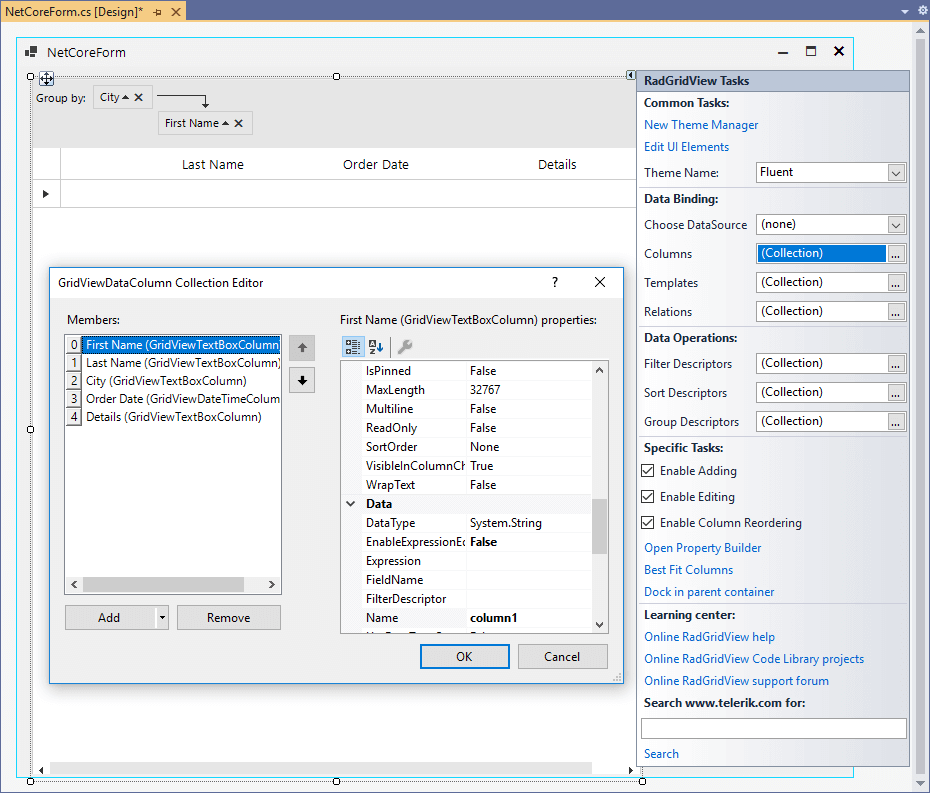 NetCoreForm.cs [Design]*
NetCoreForm
Group by: City
First Name
Last Name Order Date Details
RadGridView Tasks
Common Tasks:
New Theme Manager
Edit UI Elements
Theme Name: Fluent
Data Binding:
Choose DataSource (none)
Columns (Collection) ...
Templates (Collection) ...
Relations (Collection) ...
Data Operations:
Filter Descriptors (Collection) ...
Sort Descriptors (Collection) ...
Group Descriptors (Collection) ...
Specific Tasks:
Enable Adding
Enable Editing
Enable Column Reordering
Open Property Builder
Best Fit Columns
Dock in parent container
Learning center:
Online RadGridView help
Online RadGridView Code Library projects
Online RadGridView support forum
Search www.telerik.com for:
Search
GridViewDataColumn Collection Editor ?
Members:
0 First Name (GridViewTextBoxColumn
1 Last Name (GridViewTextBoxColumn)
2 City (GridViewTextBoxColumn)
3 Order Date (GridViewDateTimeColum
4 Details (GridViewTextBoxColumn)
Add
Remove
First Name (GridViewTextBoxColumn) properties:
IsPinned False
MaxLength 32767
Multiline False
ReadOnly False
SortOrder None
VisibleInColumnCh True
WrapText False
Data
DataType System.String
EnableExpressionEd False
Expression
FieldName
FilterDescriptor
Name column1
OK
Cancel